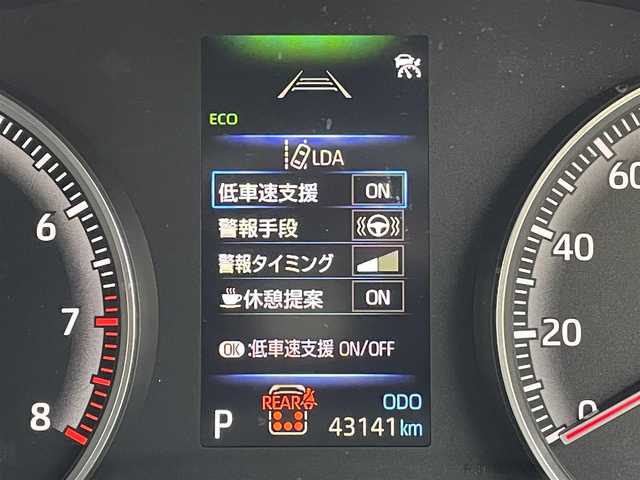 ECO
LDA
低車速支援 ON
警報手段
警報タイミング
休憩提案 ON
OK :低車速支援 ON/OFF
REAR
ODO
P
43141 km
6
7
8
60
40
20
0